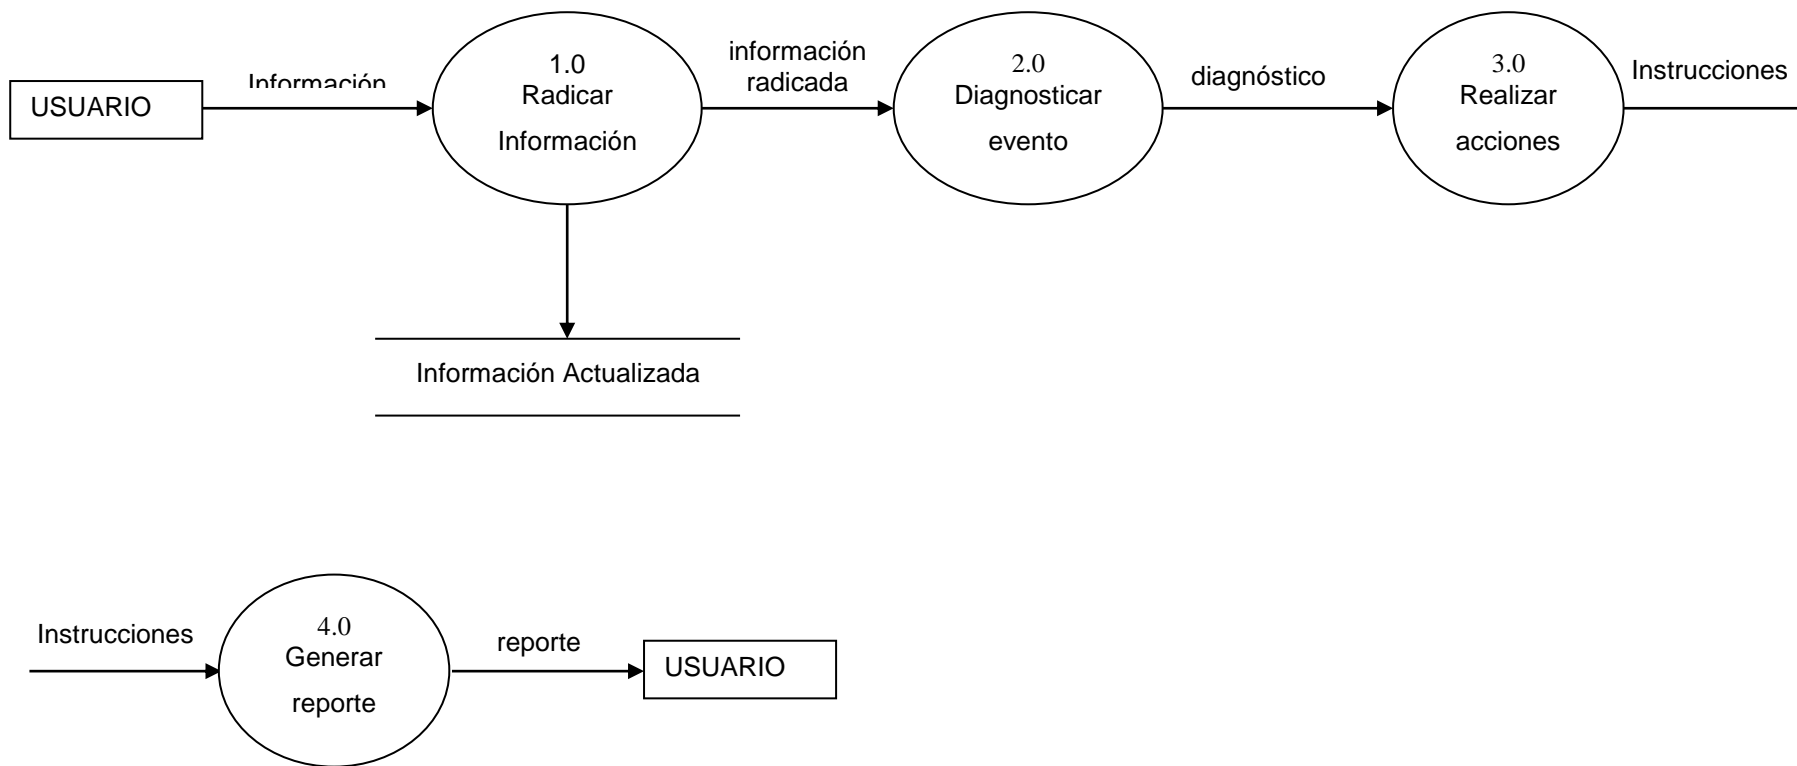 USUARIO
Información
1.0
Radicar
Información
información
radicada
2.0
Diagnosticar
evento
diagnóstico
3.0
Realizar
acciones
Instrucciones
Información Actualizada
Instrucciones
4.0
Generar
reporte
reporte
USUARIO